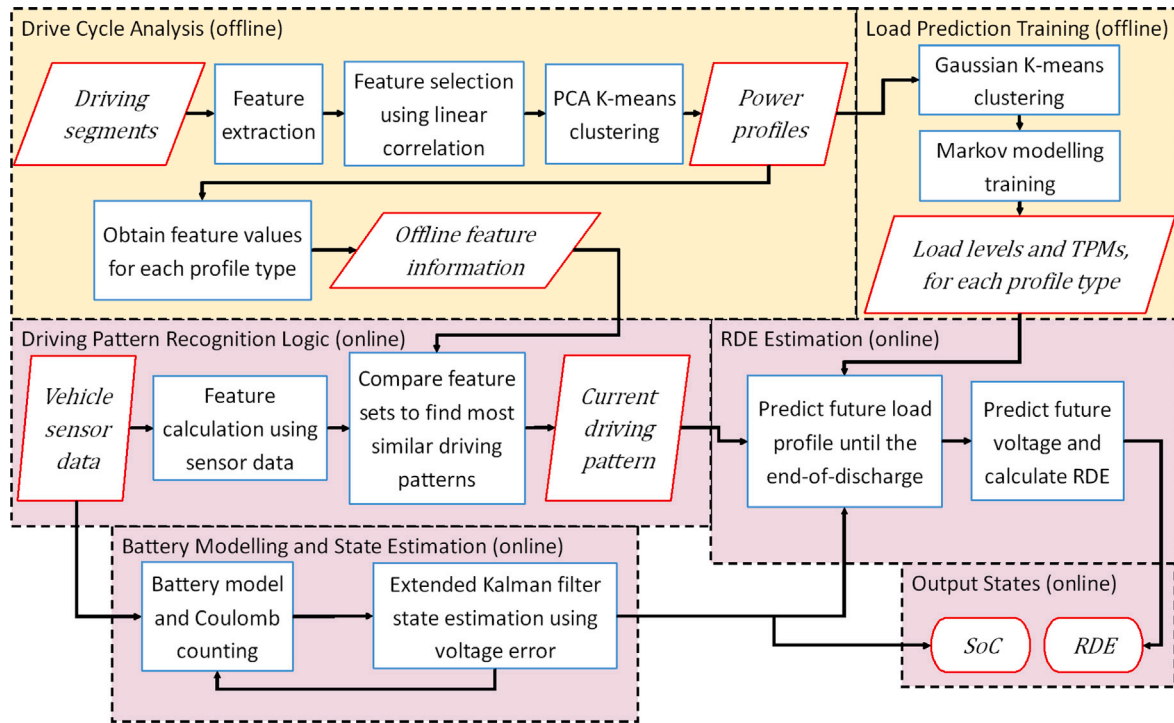 Drive Cycle Analysis (offline)
Driving
segments
Feature
extraction
Feature selection
using linear
correlation
PCA K-means
clustering
Power
profiles
Obtain feature values
for each profile type
Offline feature
information
Load Prediction Training (offline)
Gaussian K-means
clustering
Markov modelling
training
Load levels and TPMs,
for each profile type
Driving Pattern Recognition Logic (online)
Vehicle
sensor
data
Feature
calculation using
sensor data
Compare feature
sets to find most
similar driving
patterns
Current
driving
pattern
RDE Estimation (online)
Predict future load
profile until the
end-of-discharge
Predict future
voltage and
calculate RDE
Battery Modelling and State Estimation (online)
Battery model
and Coulomb
counting
Extended Kalman filter
state estimation using
voltage error
Output States (online)
SoC
RDE